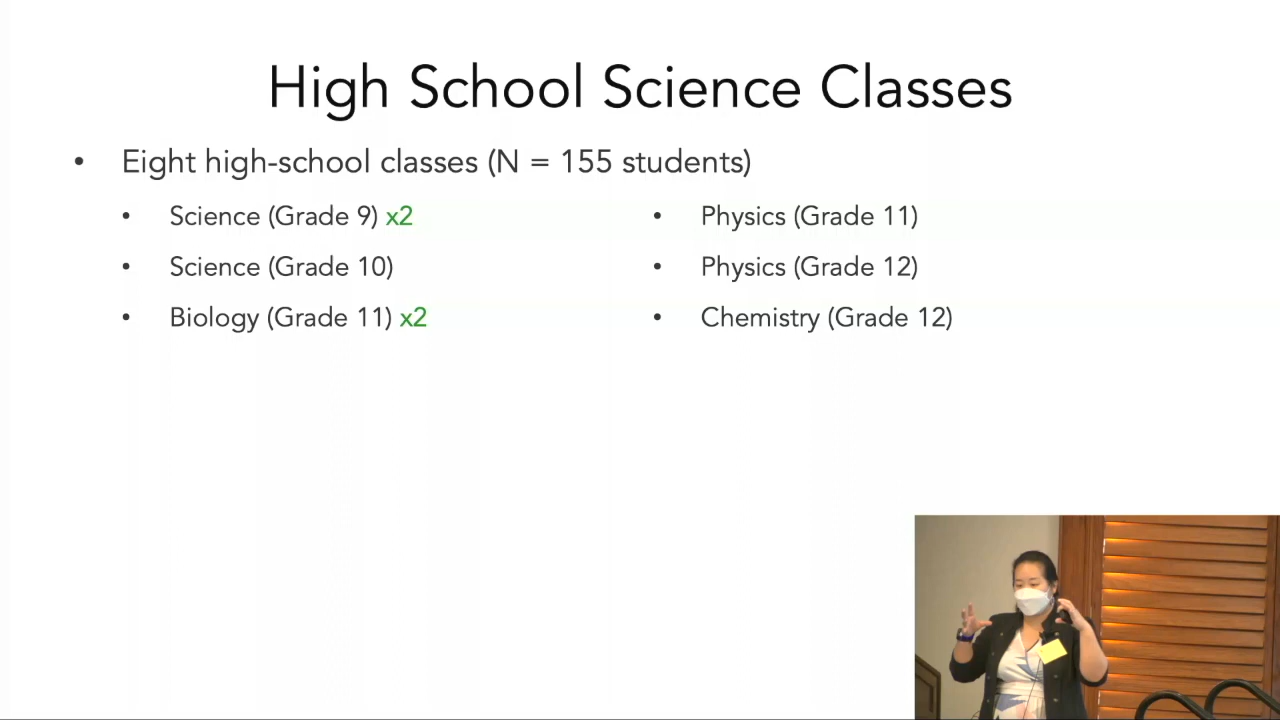 High School Science Classes
• Eight high-school classes (N = 155 students)
• Science (Grade 9) x2
• Science (Grade 10)
• Biology (Grade 11) x2
• Physics (Grade 11)
• Physics (Grade 12)
• Chemistry (Grade 12)